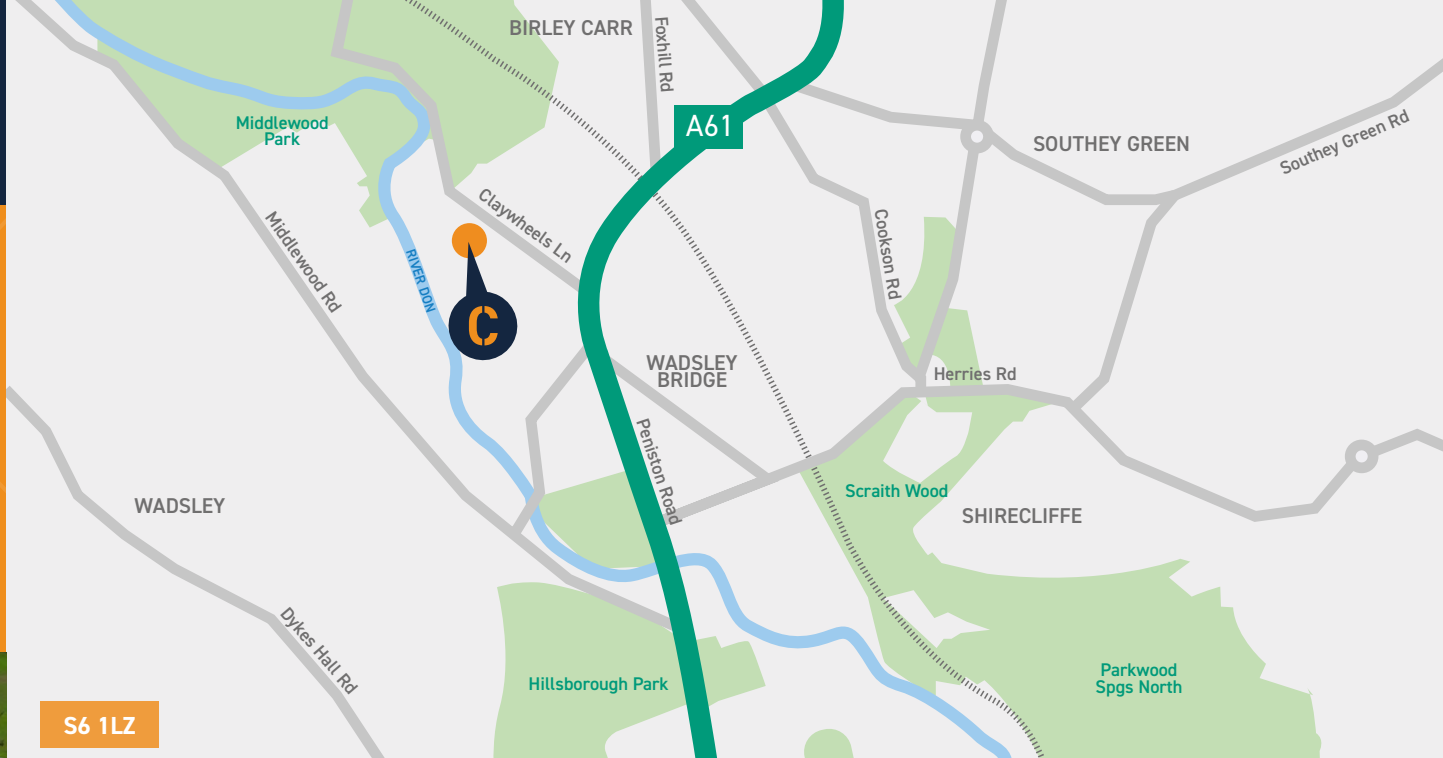 BIRLEY CARR
Foxhill Rd
A61
Middlewood
Park
SOUTHEY GREEN
Southey Green Rd
Claywheels Ln
Middlewood Rd
RIVER DON
Cookson Rd
C
WADSLEY
BRIDGE
Herries Rd
Peniston Road
Scraith Wood
WADSLEY
SHIRECLIFFE
Dykes Hall Rd
Hillsborough Park
Parkwood
Spgs North
S6 1LZ